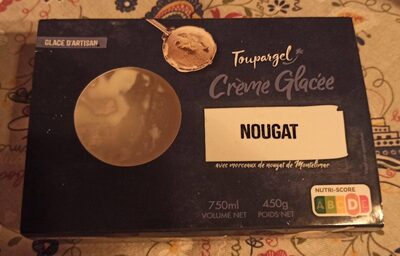 GLACE D'ARTISAN
Toupargel
Crème Glacée
NOUGAT
avec morceaux de nougat de Montélimar
750ml
VOLUME NET
450g
POIDS NET
NUTRI-SCORE
A B C D E